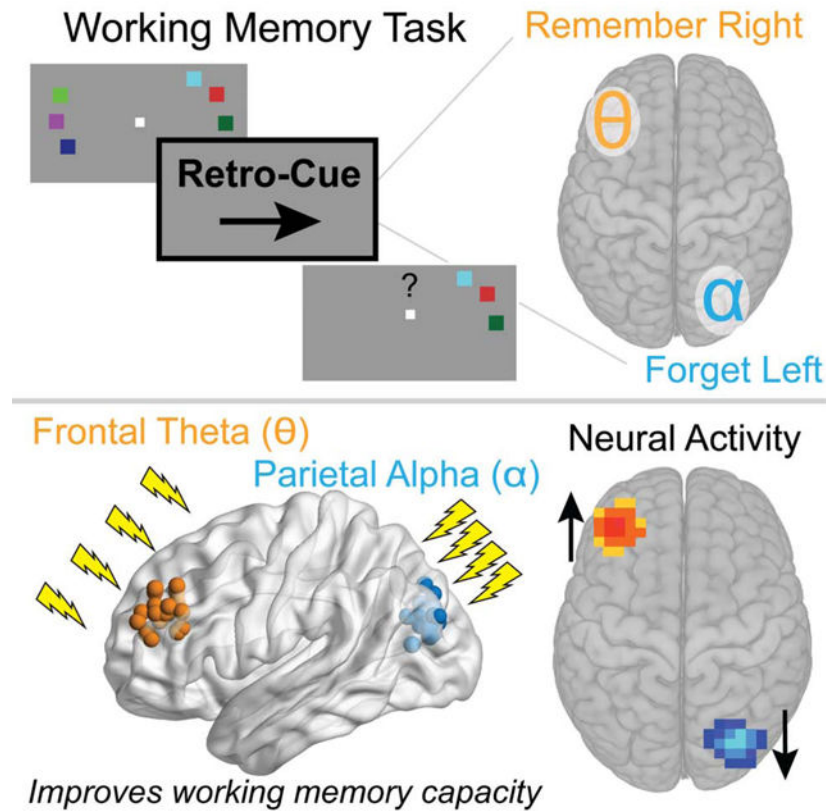 Working Memory Task
Remember Right
θ
Retro-Cue
?
α
Forget Left
Frontal Theta (θ)
Parietal Alpha (α)
Neural Activity
Improves working memory capacity